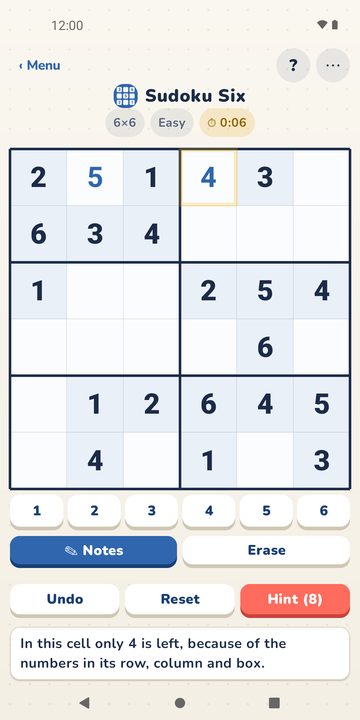 12:00
‹ Menu
?
...
Sudoku Six
6×6
Easy
⏱ 0:06
2 5 1 4 3
6 3 4
1 2 5 4
6
1 2 6 4 5
4 1 3
1 2 3 4 5 6
✎ Notes
Erase
Undo
Reset
Hint (8)
In this cell only 4 is left, because of the
numbers in its row, column and box.